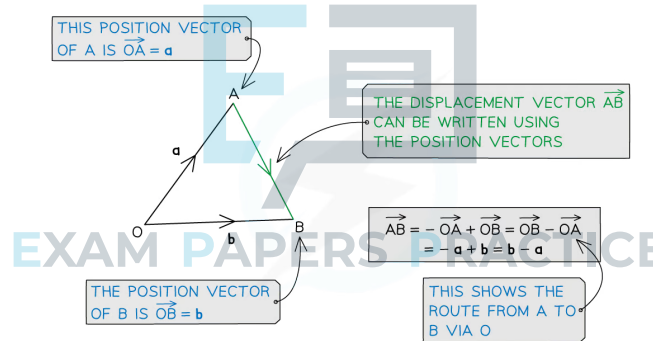 THIS POSITION VECTOR
OF A IS OA = a
A
THE DISPLACEMENT VECTOR AB
CAN BE WRITTEN USING
THE POSITION VECTORS
a
O
B
b
AB = - OA + OB = OB - OA
= - a + b = b - a
EXAM PAPERS PRACTICE
THE POSITION VECTOR
OF B IS OB = b
THIS SHOWS THE
ROUTE FROM A TO
B VIA O